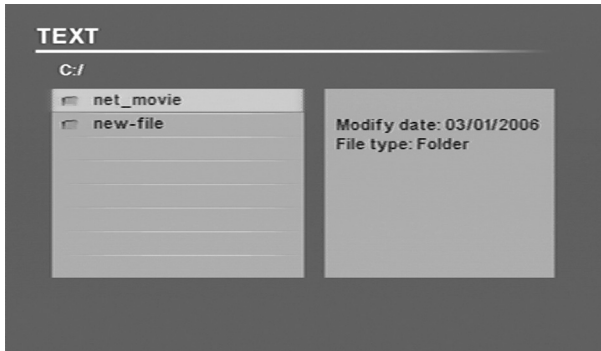 TEXT
C:/
net_movie
new-file
Modify date: 03/01/2006
File type: Folder